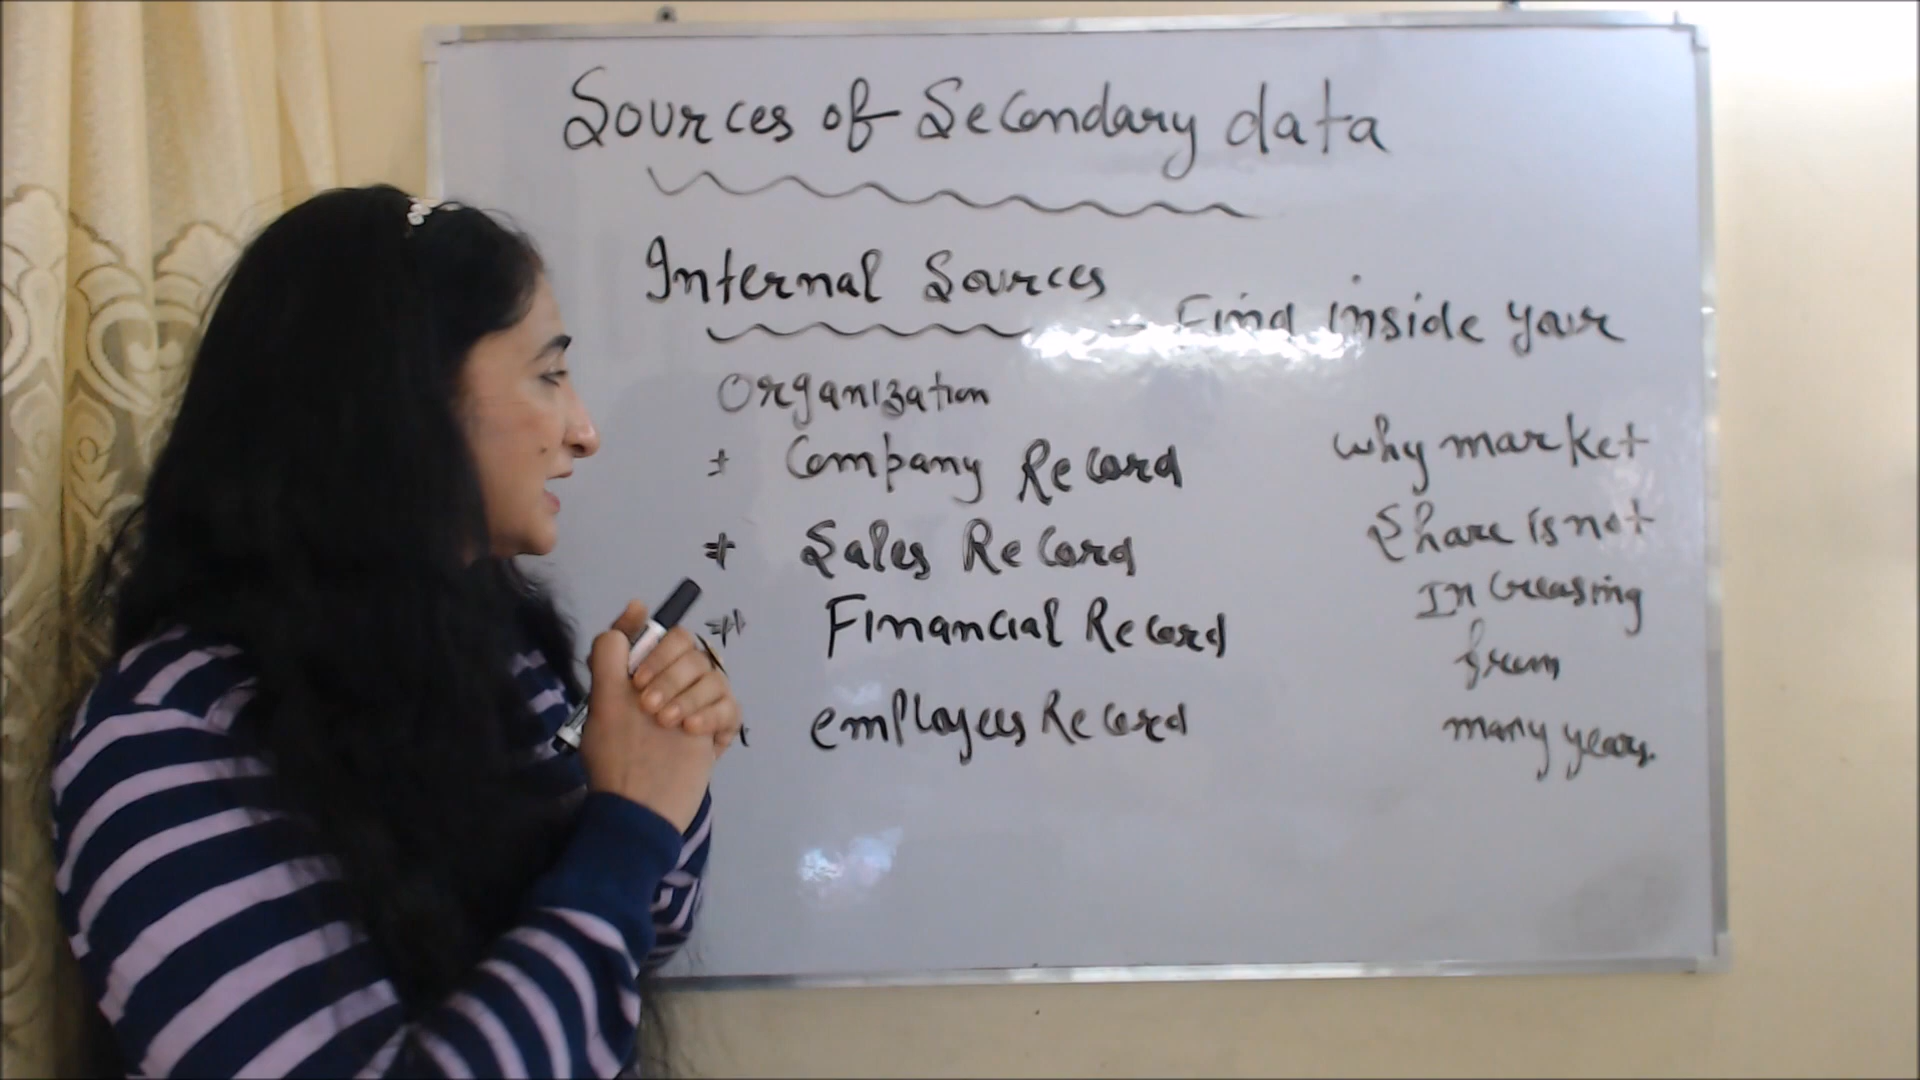 Sources of Secondary data
Internal Sources
- Find inside your
Organization
Company Record
Sales Record
Financial Record
employees Record
why market
Share is not
Increasing
from
many years.